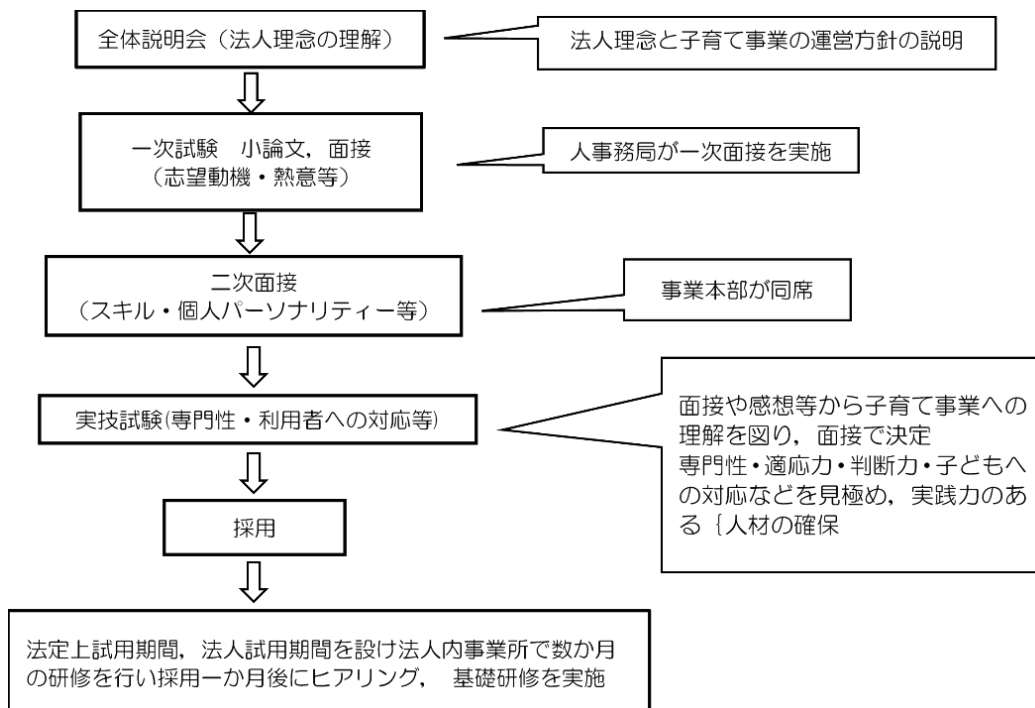 全体説明会（法人理念の理解）
法人理念と子育て事業の運営方針の説明
一次試験　小論文，面接
（志望動機・熱意等）
人事務局が一次面接を実施
二次面接
（スキル・個人パーソナリティー等）
事業本部が同席
実技試験(専門性・利用者への対応等)
面接や感想等から子育て事業への
理解を図り，面接で決定
専門性・適応力・判断力・子どもへ
の対応などを見極め，実践力のあ
る｛人材の確保
採用
法定上試用期間，法人試用期間を設け法人内事業所で数か月
の研修を行い採用一か月後にヒアリング，　基礎研修を実施